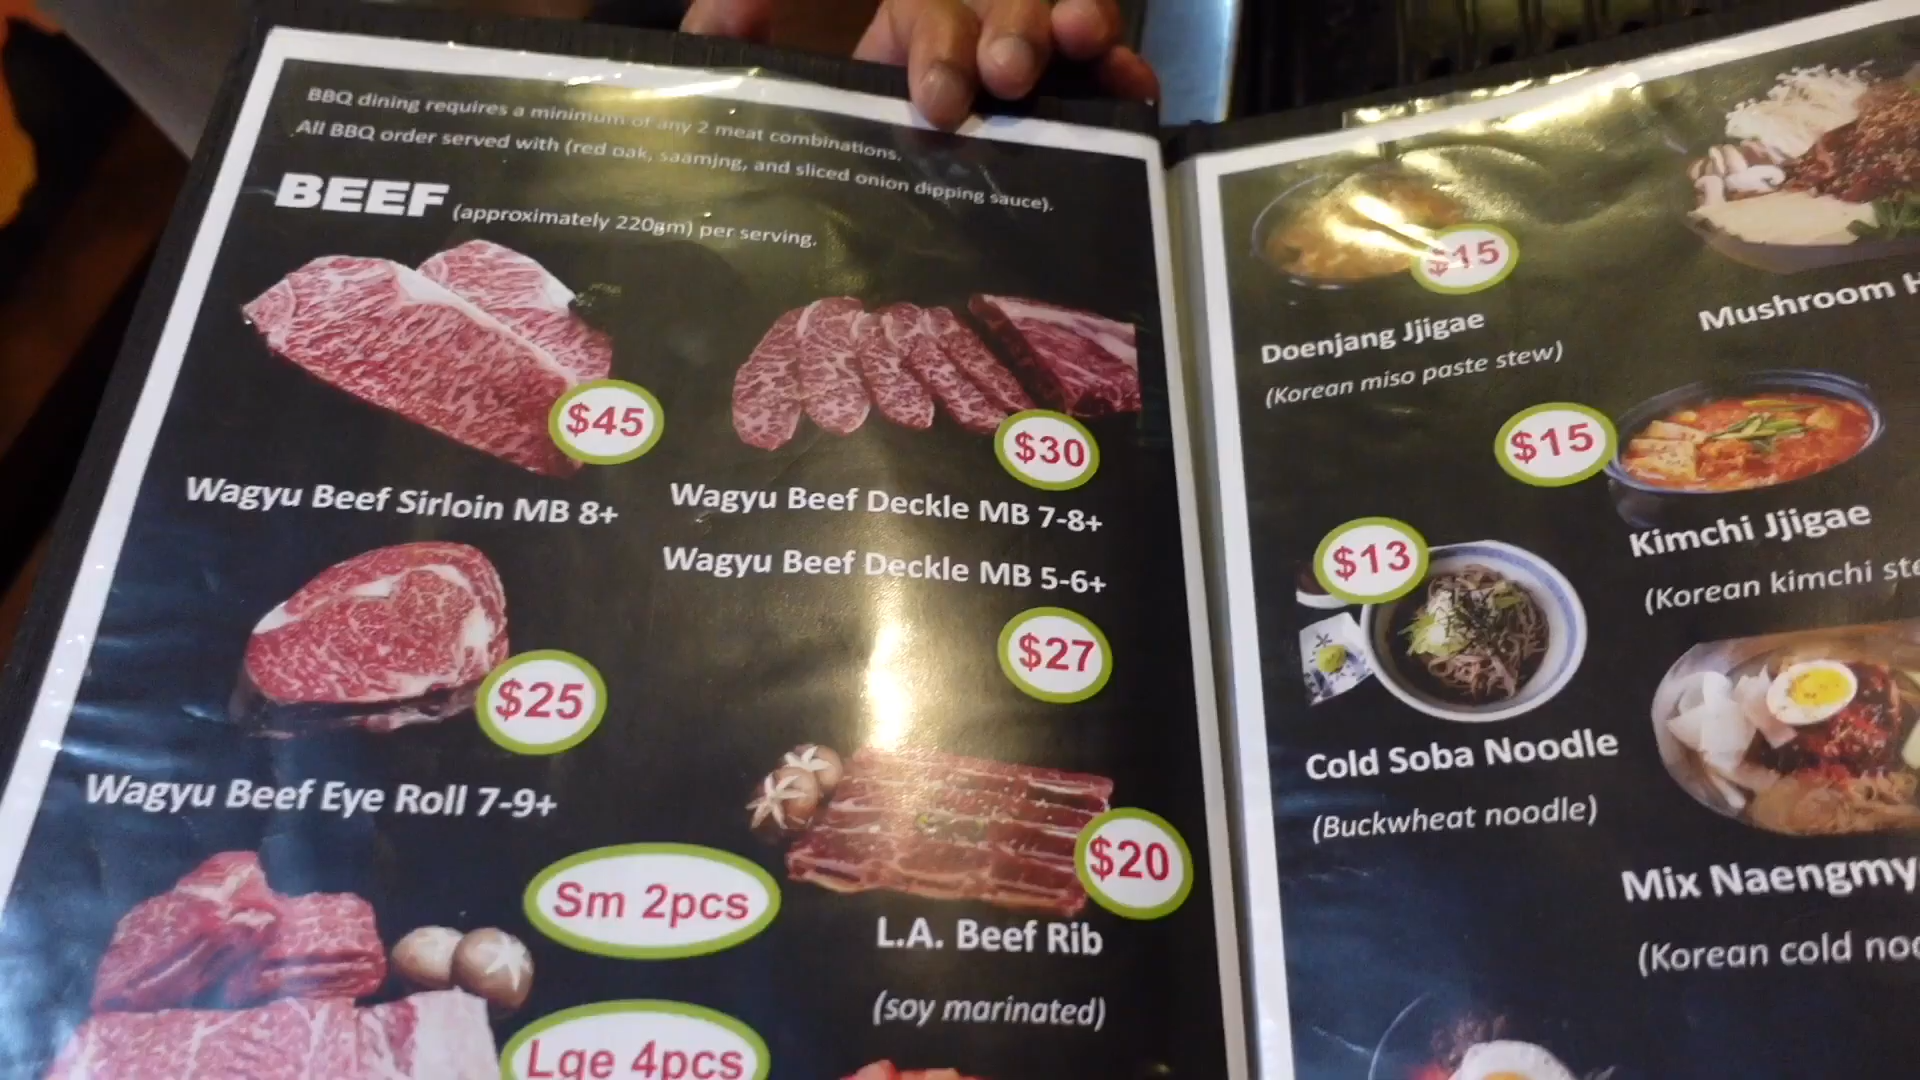 BBQ dining requires a minimum of any 2 meat combinations.
All BBQ order served with (red oak, saamjng, and sliced onion dipping sauce).
BEEF (approximately 220gm) per serving.
$45
$30
Wagyu Beef Sirloin MB 8+
Wagyu Beef Deckle MB 7-8+
Wagyu Beef Deckle MB 5-6+
$27
$25
Wagyu Beef Eye Roll 7-9+
$20
Sm 2pcs
L.A. Beef Rib
(soy marinated)
Lge 4pcs
$15
Doenjang Jjigae
(Korean miso paste stew)
Mushroom
$15
Kimchi Jjigae
(Korean kimchi
$13
Cold Soba Noodle
(Buckwheat noodle)
Mix Naengmy
(Korean cold